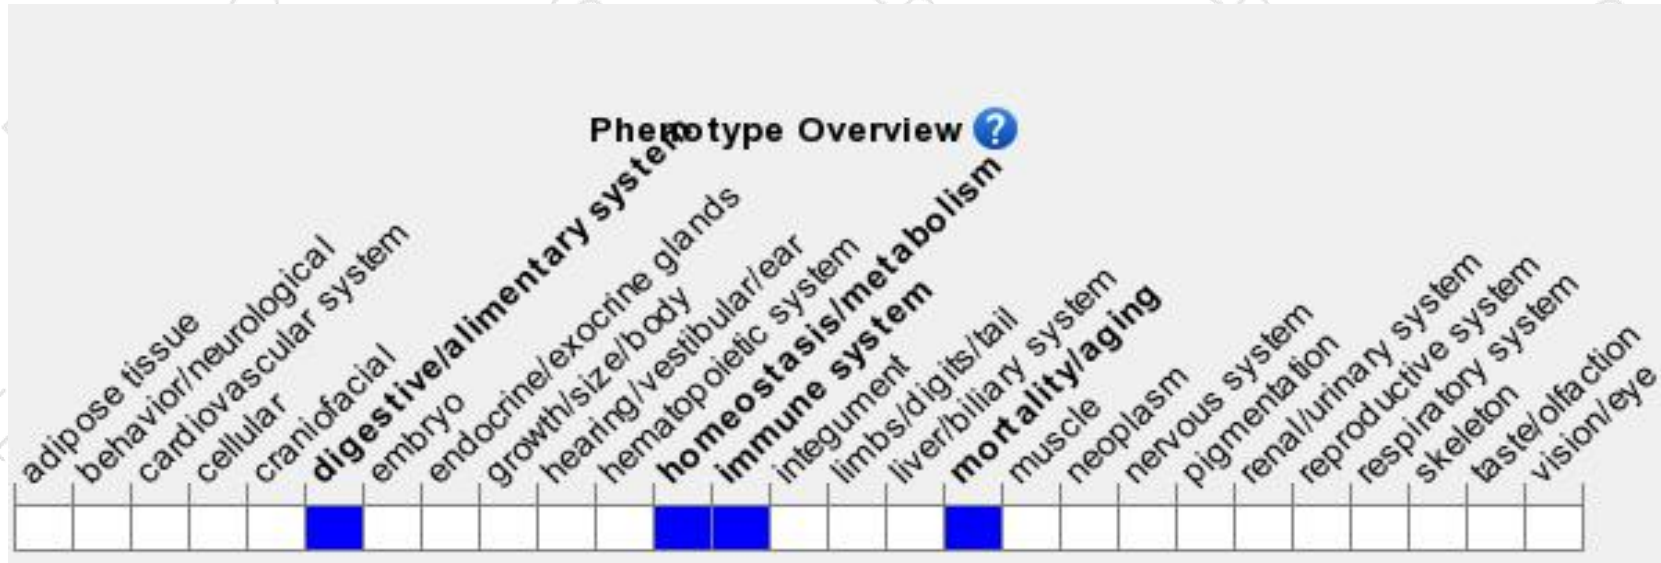 Phenotype Overview ?
adipose tissue
behavior/neurological
cardiovascular system
cellular
craniofacial
digestive/alimentary system
embryo
endocrine/exocrine glands
growth/size/body
hearing/vestibular/ear
hematopoietic system
homeostasis/metabolism
immune system
integument
limbs/digits/tail
liver/biliary system
mortality/aging
muscle
neoplasm
nervous system
pigmentation
renal/urinary system
reproductive system
respiratory system
skeleton
taste/olfaction
vision/eye